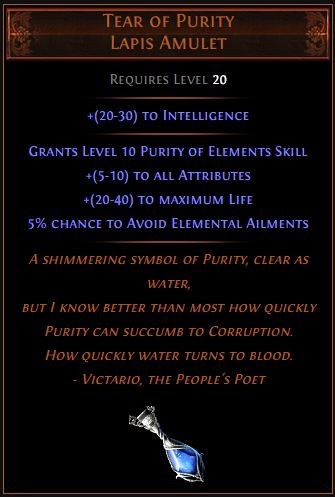 Tear of Purity
Lapis Amulet
Requires Level 20
+(20-30) to Intelligence
Grants Level 10 Purity of Elements Skill
+(5-10) to all Attributes
+(20-40) to maximum Life
5% chance to Avoid Elemental Ailments
A shimmering symbol of Purity, clear as
water,
but I know better than most how quickly
Purity can succumb to Corruption.
How quickly water turns to blood.
- Victario, the People's Poet